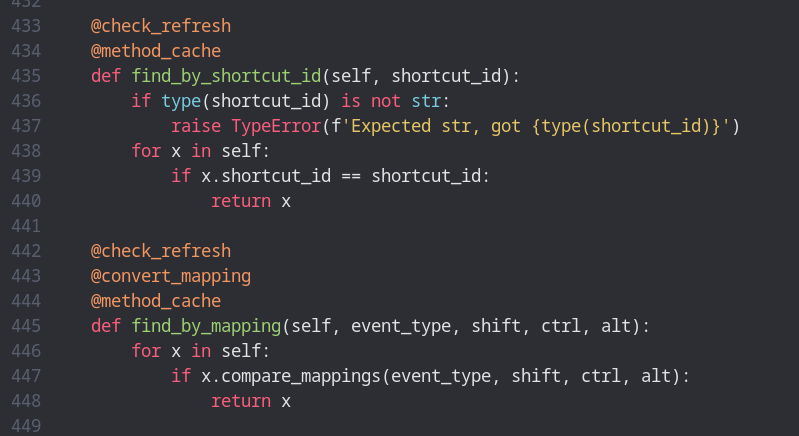 432
433 @check_refresh
434 @method_cache
435 def find_by_shortcut_id(self, shortcut_id):
436 if type(shortcut_id) is not str:
437 raise TypeError(f'Expected str, got {type(shortcut_id)}')
438 for x in self:
439 if x.shortcut_id == shortcut_id:
440 return x
441
442 @check_refresh
443 @convert_mapping
444 @method_cache
445 def find_by_mapping(self, event_type, shift, ctrl, alt):
446 for x in self:
447 if x.compare_mappings(event_type, shift, ctrl, alt):
448 return x
449